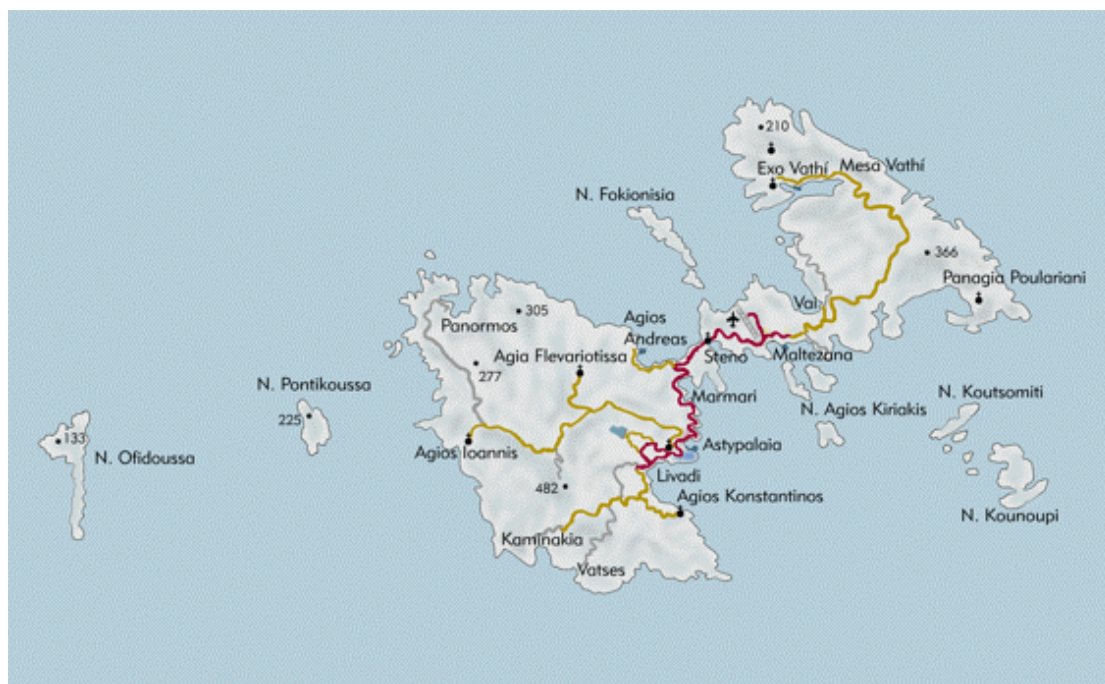 210
Exo Vathí
Mesa Vathí
N. Fokionisia
366
Panagia Poulariani
Vai
Panormos
305
Agios
Andreas
Steno
Maltezana
Agia Flevariotissa
277
N. Pontikoussa
225
Marmari
N. Agios Kiriakis
N. Koutsomiti
133
N. Ofidoussa
Agios Ioannis
Astypalaia
Livadi
482
Agios Konstantinos
N. Kounoupi
Kaminakia
Vatses